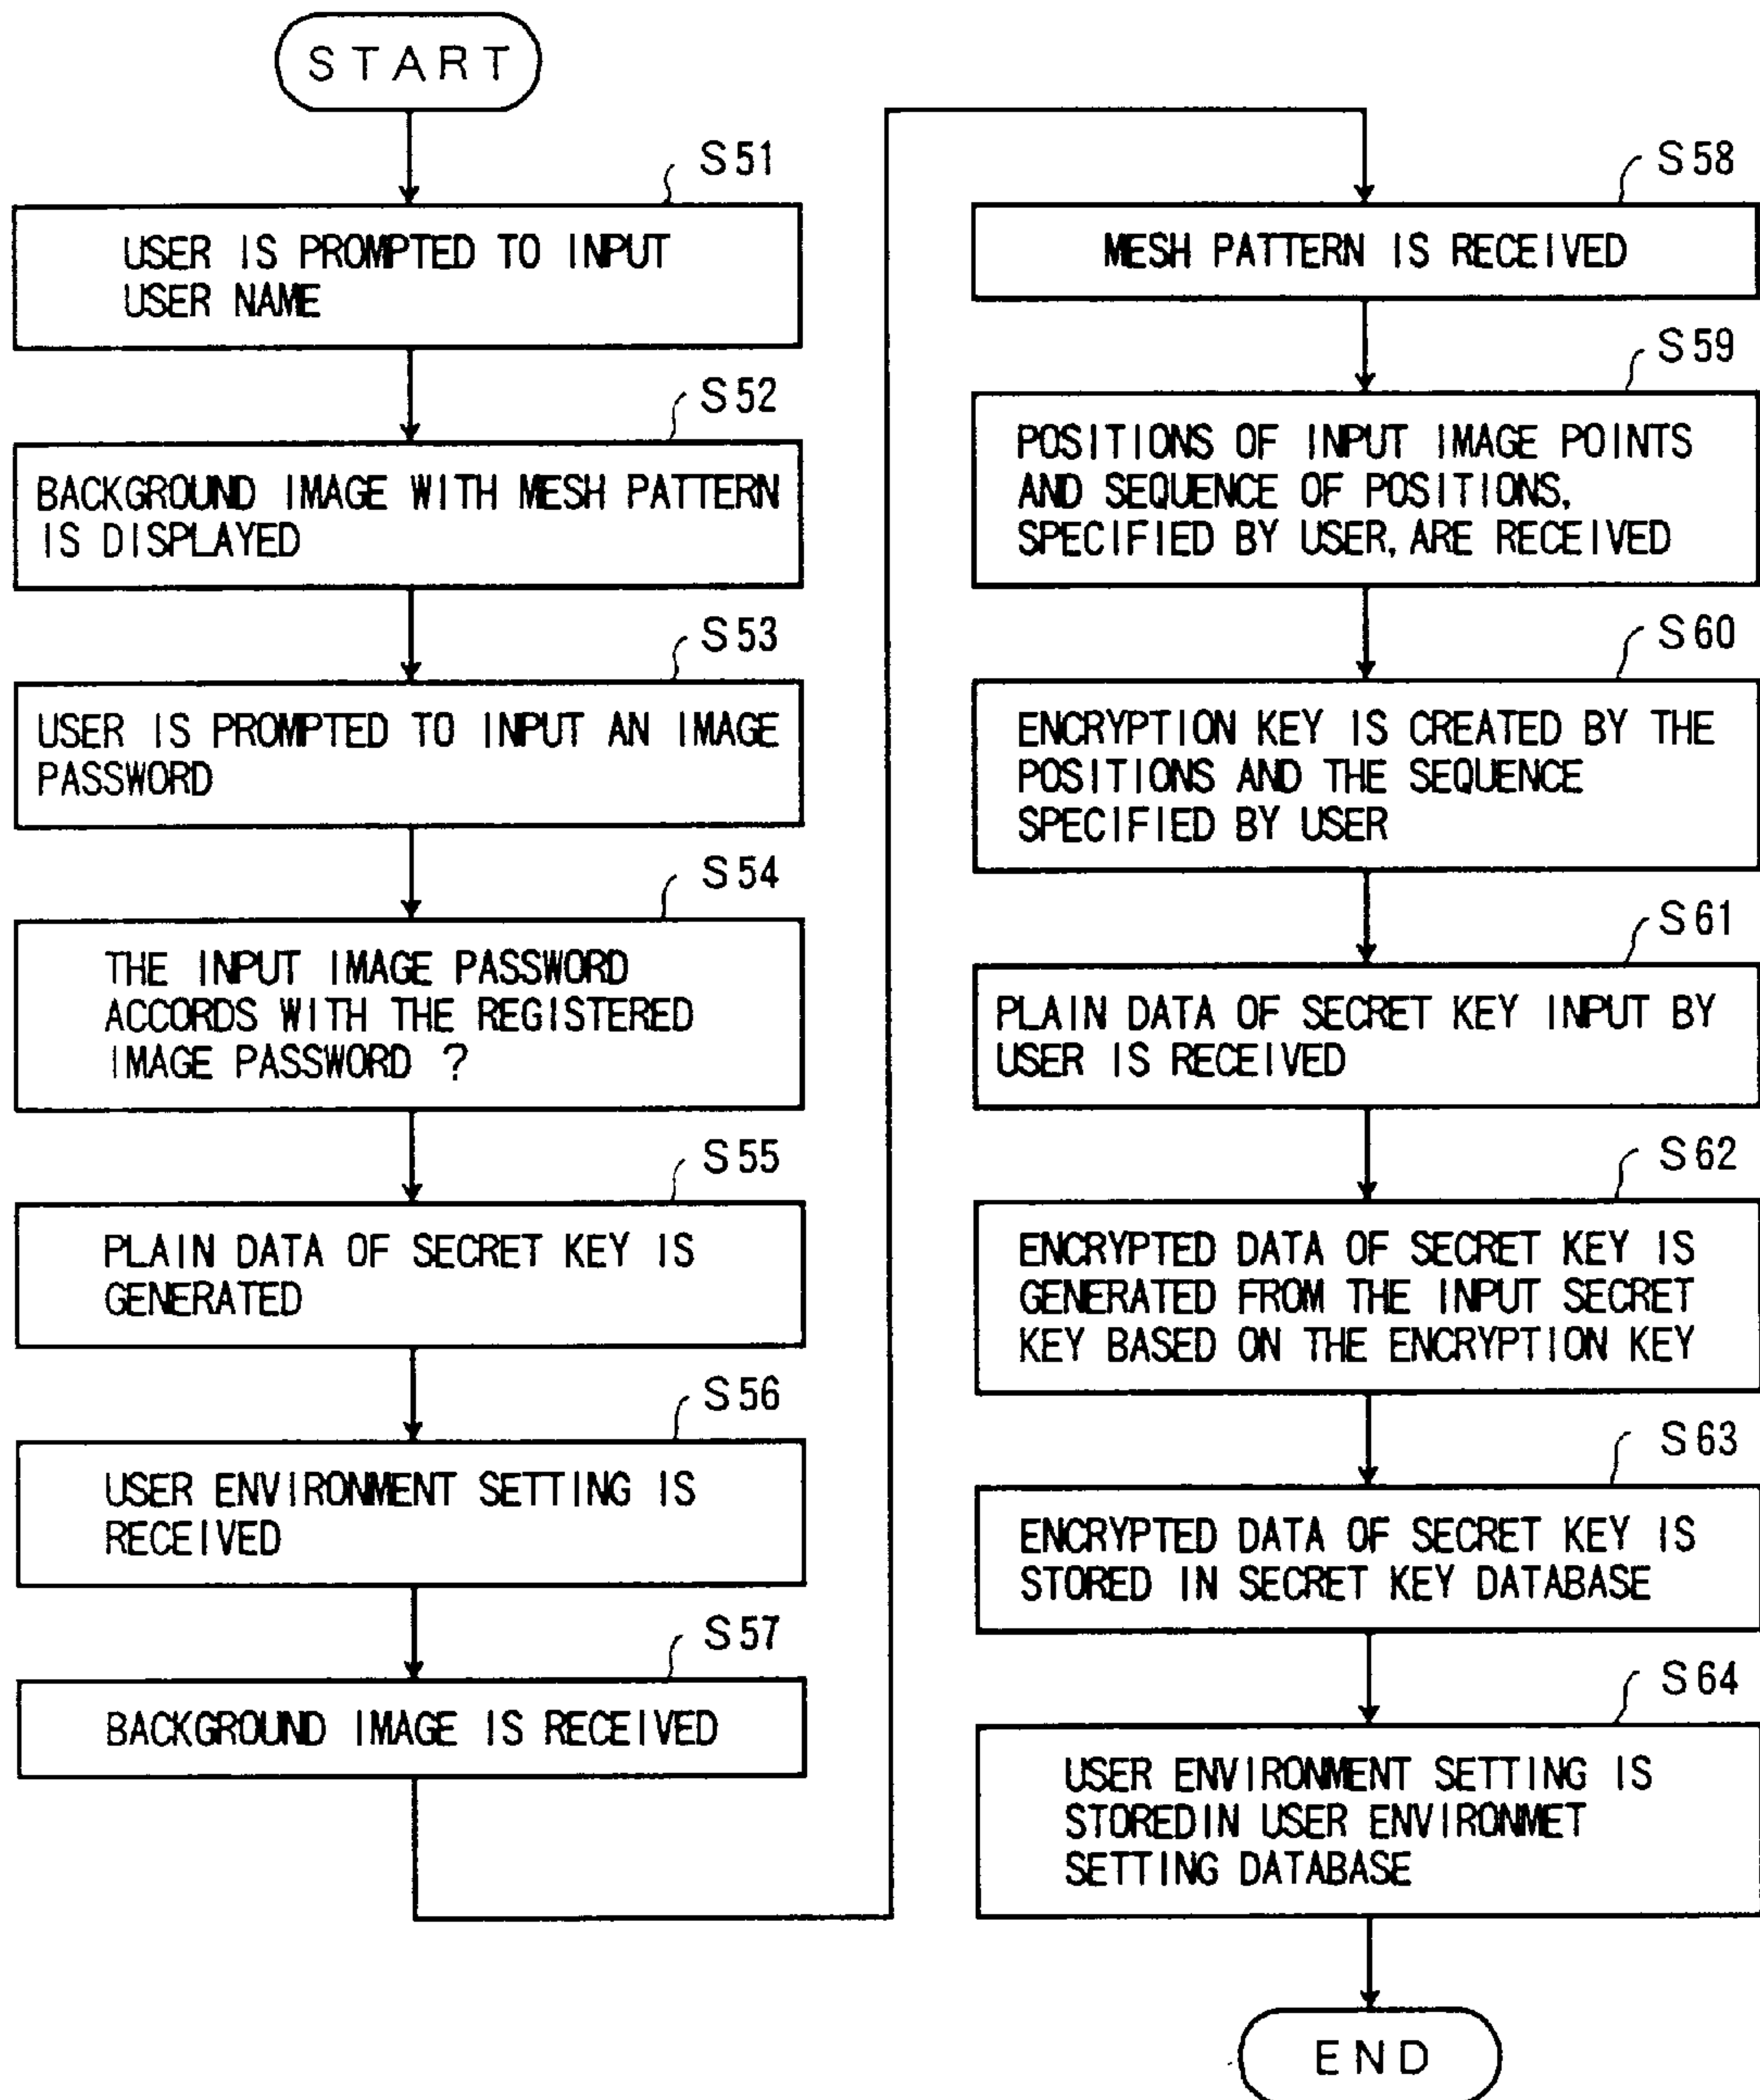 START
S51
USER IS PROMPTED TO INPUT
USER NAME
S52
BACKGROUND IMAGE WITH MESH PATTERN
IS DISPLAYED
S53
USER IS PROMPTED TO INPUT AN IMAGE
PASSWORD
S54
THE INPUT IMAGE PASSWORD
ACCORDS WITH THE REGISTERED
IMAGE PASSWORD ?
S55
PLAIN DATA OF SECRET KEY IS
GENERATED
S56
USER ENVIRONMENT SETTING IS
RECEIVED
S57
BACKGROUND IMAGE IS RECEIVED
S58
MESH PATTERN IS RECEIVED
S59
POSITIONS OF INPUT IMAGE POINTS
AND SEQUENCE OF POSITIONS,
SPECIFIED BY USER, ARE RECEIVED
S60
ENCRYPTION KEY IS CREATED BY THE
POSITIONS AND THE SEQUENCE
SPECIFIED BY USER
S61
PLAIN DATA OF SECRET KEY INPUT BY
USER IS RECEIVED
S62
ENCRYPTED DATA OF SECRET KEY IS
GENERATED FROM THE INPUT SECRET
KEY BASED ON THE ENCRYPTION KEY
S63
ENCRYPTED DATA OF SECRET KEY IS
STORED IN SECRET KEY DATABASE
S64
USER ENVIRONMENT SETTING IS
STOREDIN USER ENVIRONMET
SETTING DATABASE
END